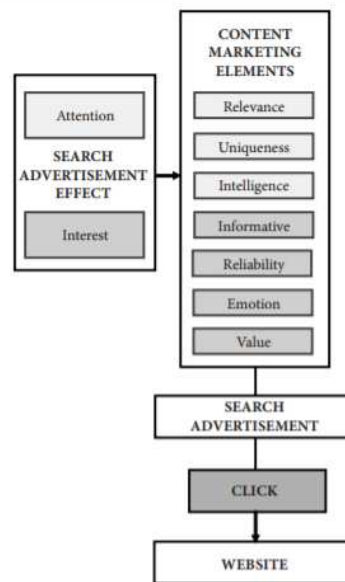 CONTENT
MARKETING
ELEMENTS
Relevance
Uniqueness
Intelligence
Informative
Reliability
Emotion
Value
Attention
SEARCH
ADVERTISEMENT
EFFECT
Interest
SEARCH
ADVERTISEMENT
CLICK
WEBSITE